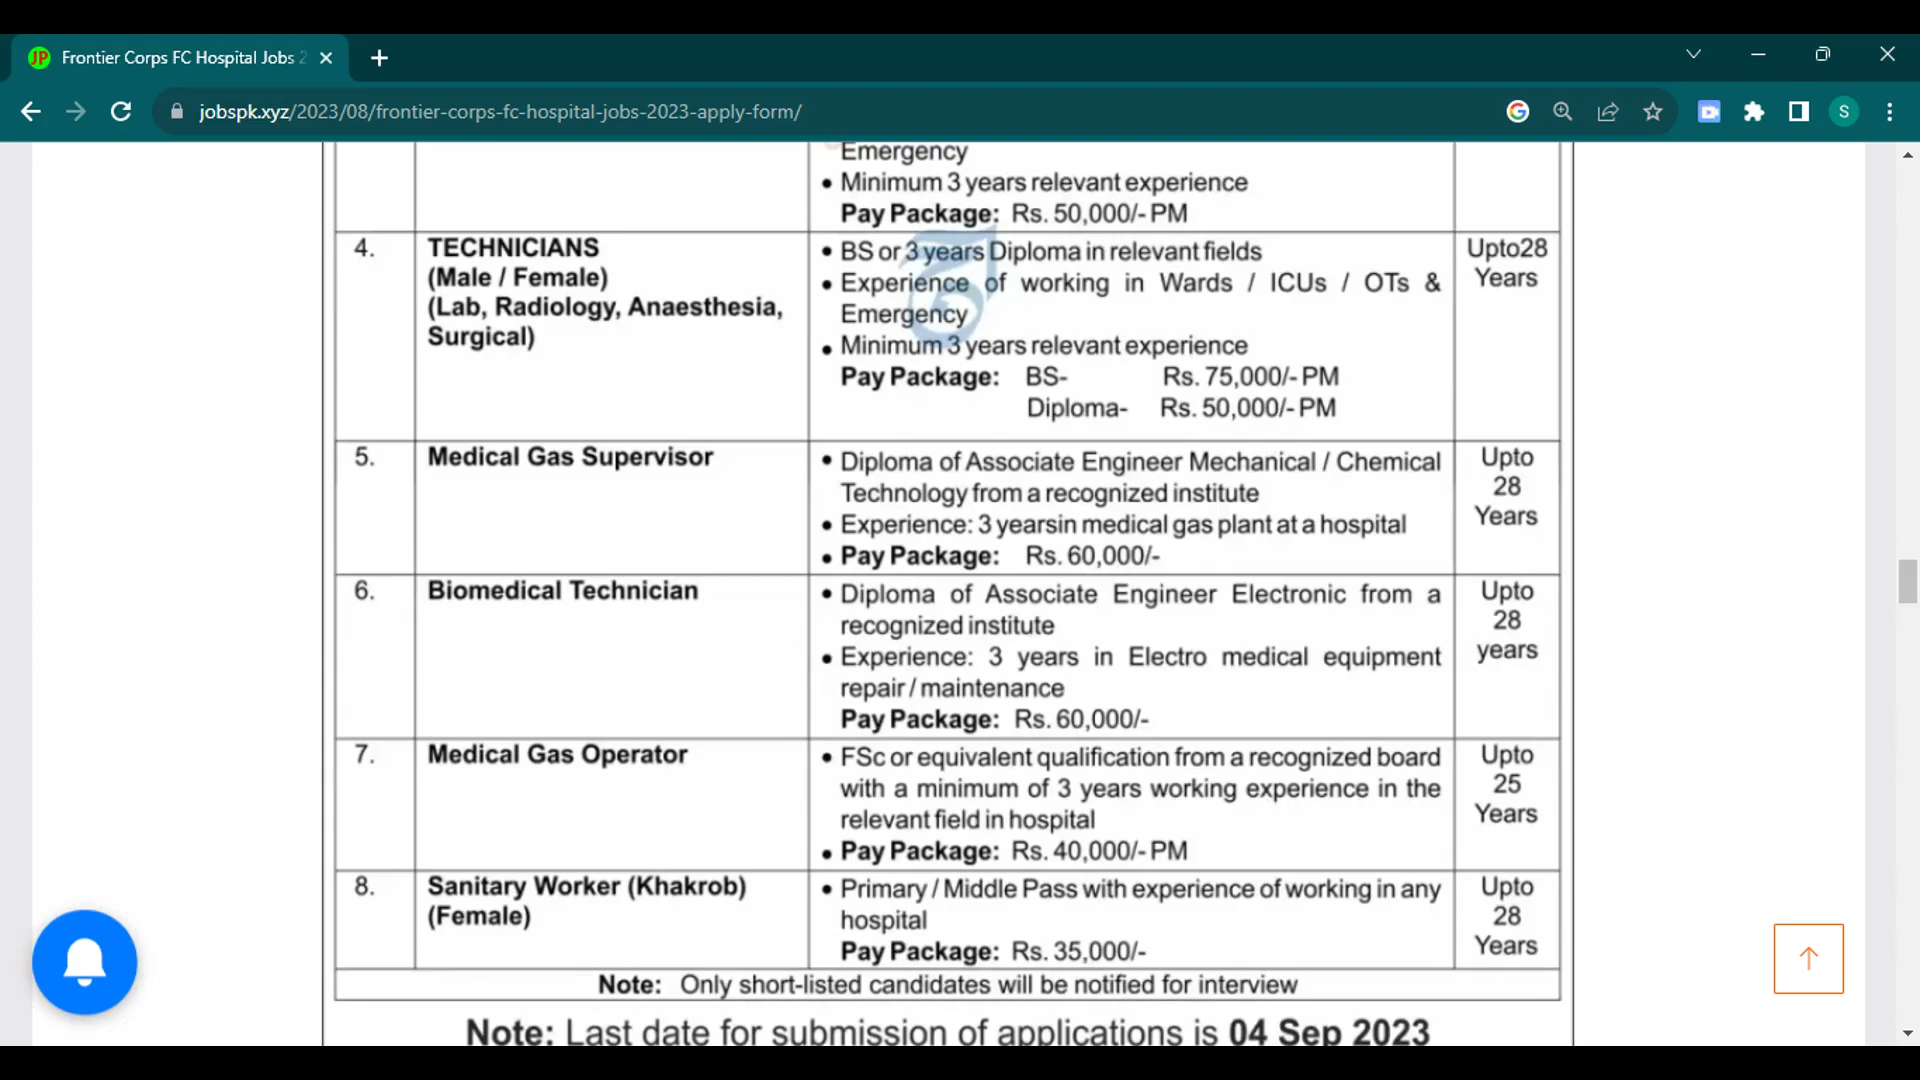 JP Frontier Corps FC Hospital Jobs 2
jobspk.xyz/2023/08/frontier-corps-fc-hospital-jobs-2023-apply-form/
G
S
Emergency
• Minimum 3 years relevant experience
Pay Package: Rs. 50,000/- PM
4.
TECHNICIANS
(Male / Female)
(Lab, Radiology, Anaesthesia,
Surgical)
• BS or 3 years Diploma in relevant fields
• Experience of working in Wards / ICUs / OTs &
Emergency
• Minimum 3 years relevant experience
Pay Package: BS- Rs. 75,000/- PM
Diploma- Rs. 50,000/- PM
Upto28
Years
5.
Medical Gas Supervisor
• Diploma of Associate Engineer Mechanical / Chemical
Technology from a recognized institute
• Experience: 3 yearsin medical gas plant at a hospital
• Pay Package: Rs. 60,000/-
Upto
28
Years
6.
Biomedical Technician
• Diploma of Associate Engineer Electronic from a
recognized institute
• Experience: 3 years in Electro medical equipment
repair / maintenance
Pay Package: Rs. 60,000/-
Upto
28
years
7.
Medical Gas Operator
• FSc or equivalent qualification from a recognized board
with a minimum of 3 years working experience in the
relevant field in hospital
• Pay Package: Rs. 40,000/- PM
Upto
25
Years
8.
Sanitary Worker (Khakrob)
(Female)
• Primary / Middle Pass with experience of working in any
hospital
Pay Package: Rs. 35,000/-
Upto
28
Years
Note: Only short-listed candidates will be notified for interview
Note: Last date for submission of applications is 04 Sep 2023